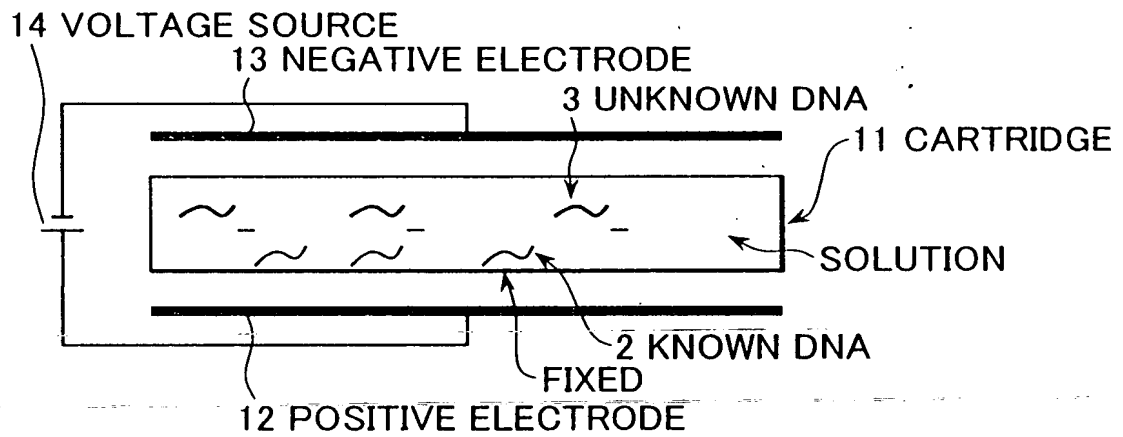 14 VOLTAGE SOURCE
13 NEGATIVE ELECTRODE
3 UNKNOWN DNA
11 CARTRIDGE
SOLUTION
2 KNOWN DNA
FIXED
12 POSITIVE ELECTRODE